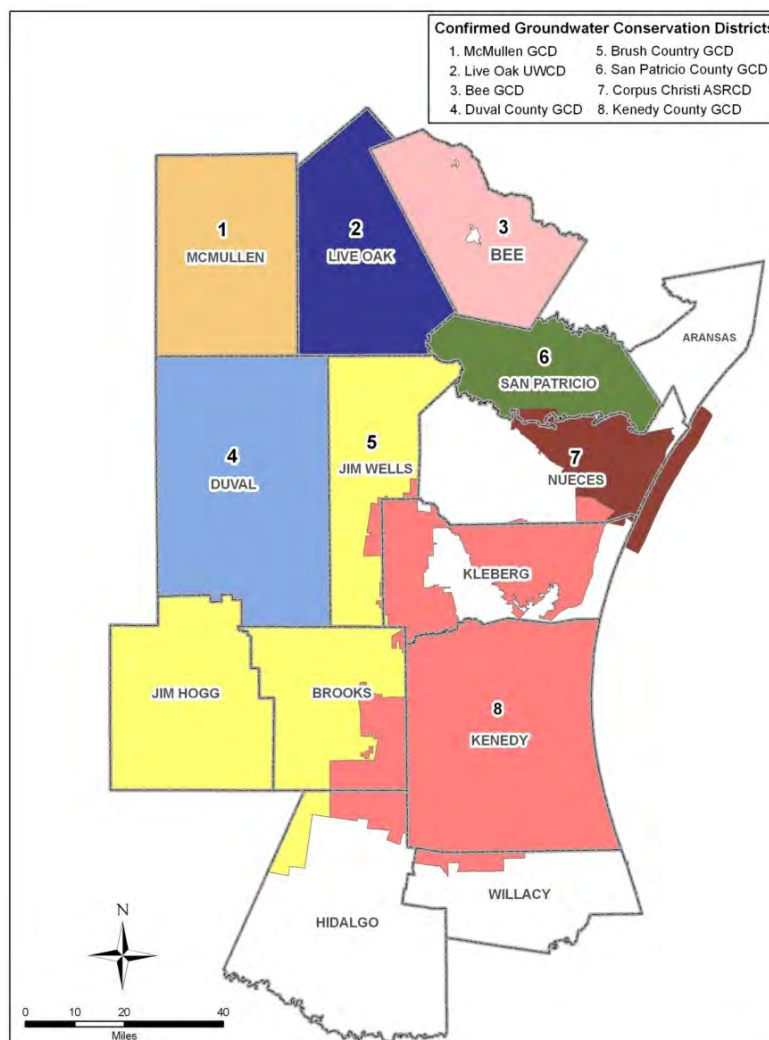 Confirmed Groundwater Conservation Districts
1. McMullen GCD 5. Brush Country GCD
2. Live Oak UWCD 6. San Patricio County GCD
3. Bee GCD 7. Corpus Christi ASRCD
4. Duval County GCD 8. Kenedy County GCD
1
MCMULLEN
2
LIVE OAK
3
BEE
ARANSAS
6
SAN PATRICIO
4
DUVAL
5
JIM WELLS
7
NUECES
KLEBERG
JIM HOGG
BROOKS
8
KENEDY
WILLACY
HIDALGO
N
0 10 20 40
Miles